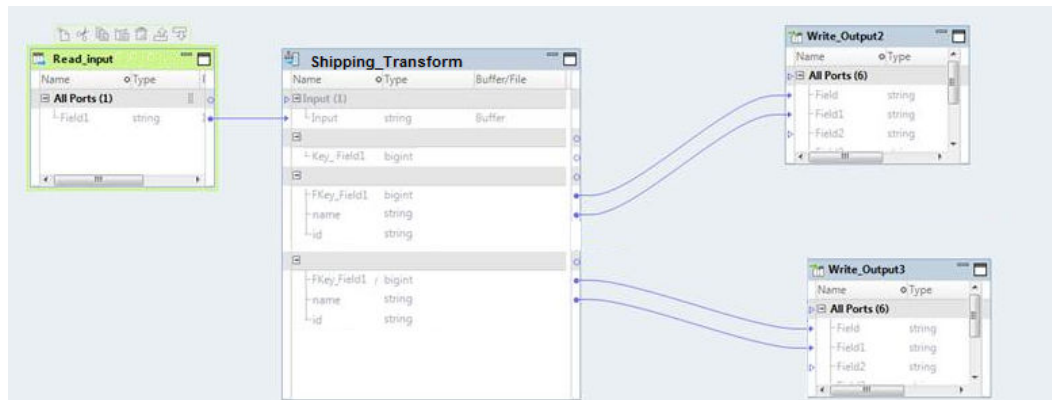 Read_input
Name Type
All Ports (1)
Field1 string
Shipping_Transform
Name Type Buffer/File
Input (1)
Input string Buffer
Key_Field1 bigint
FKey_Field1 bigint
name string
id string
FKey_Field1 bigint
name string
id string
Write_Output2
Name Type
All Ports (6)
Field string
Field1 string
Field2 string
Write_Output3
Name Type
All Ports (6)
Field string
Field1 string
Field2 string